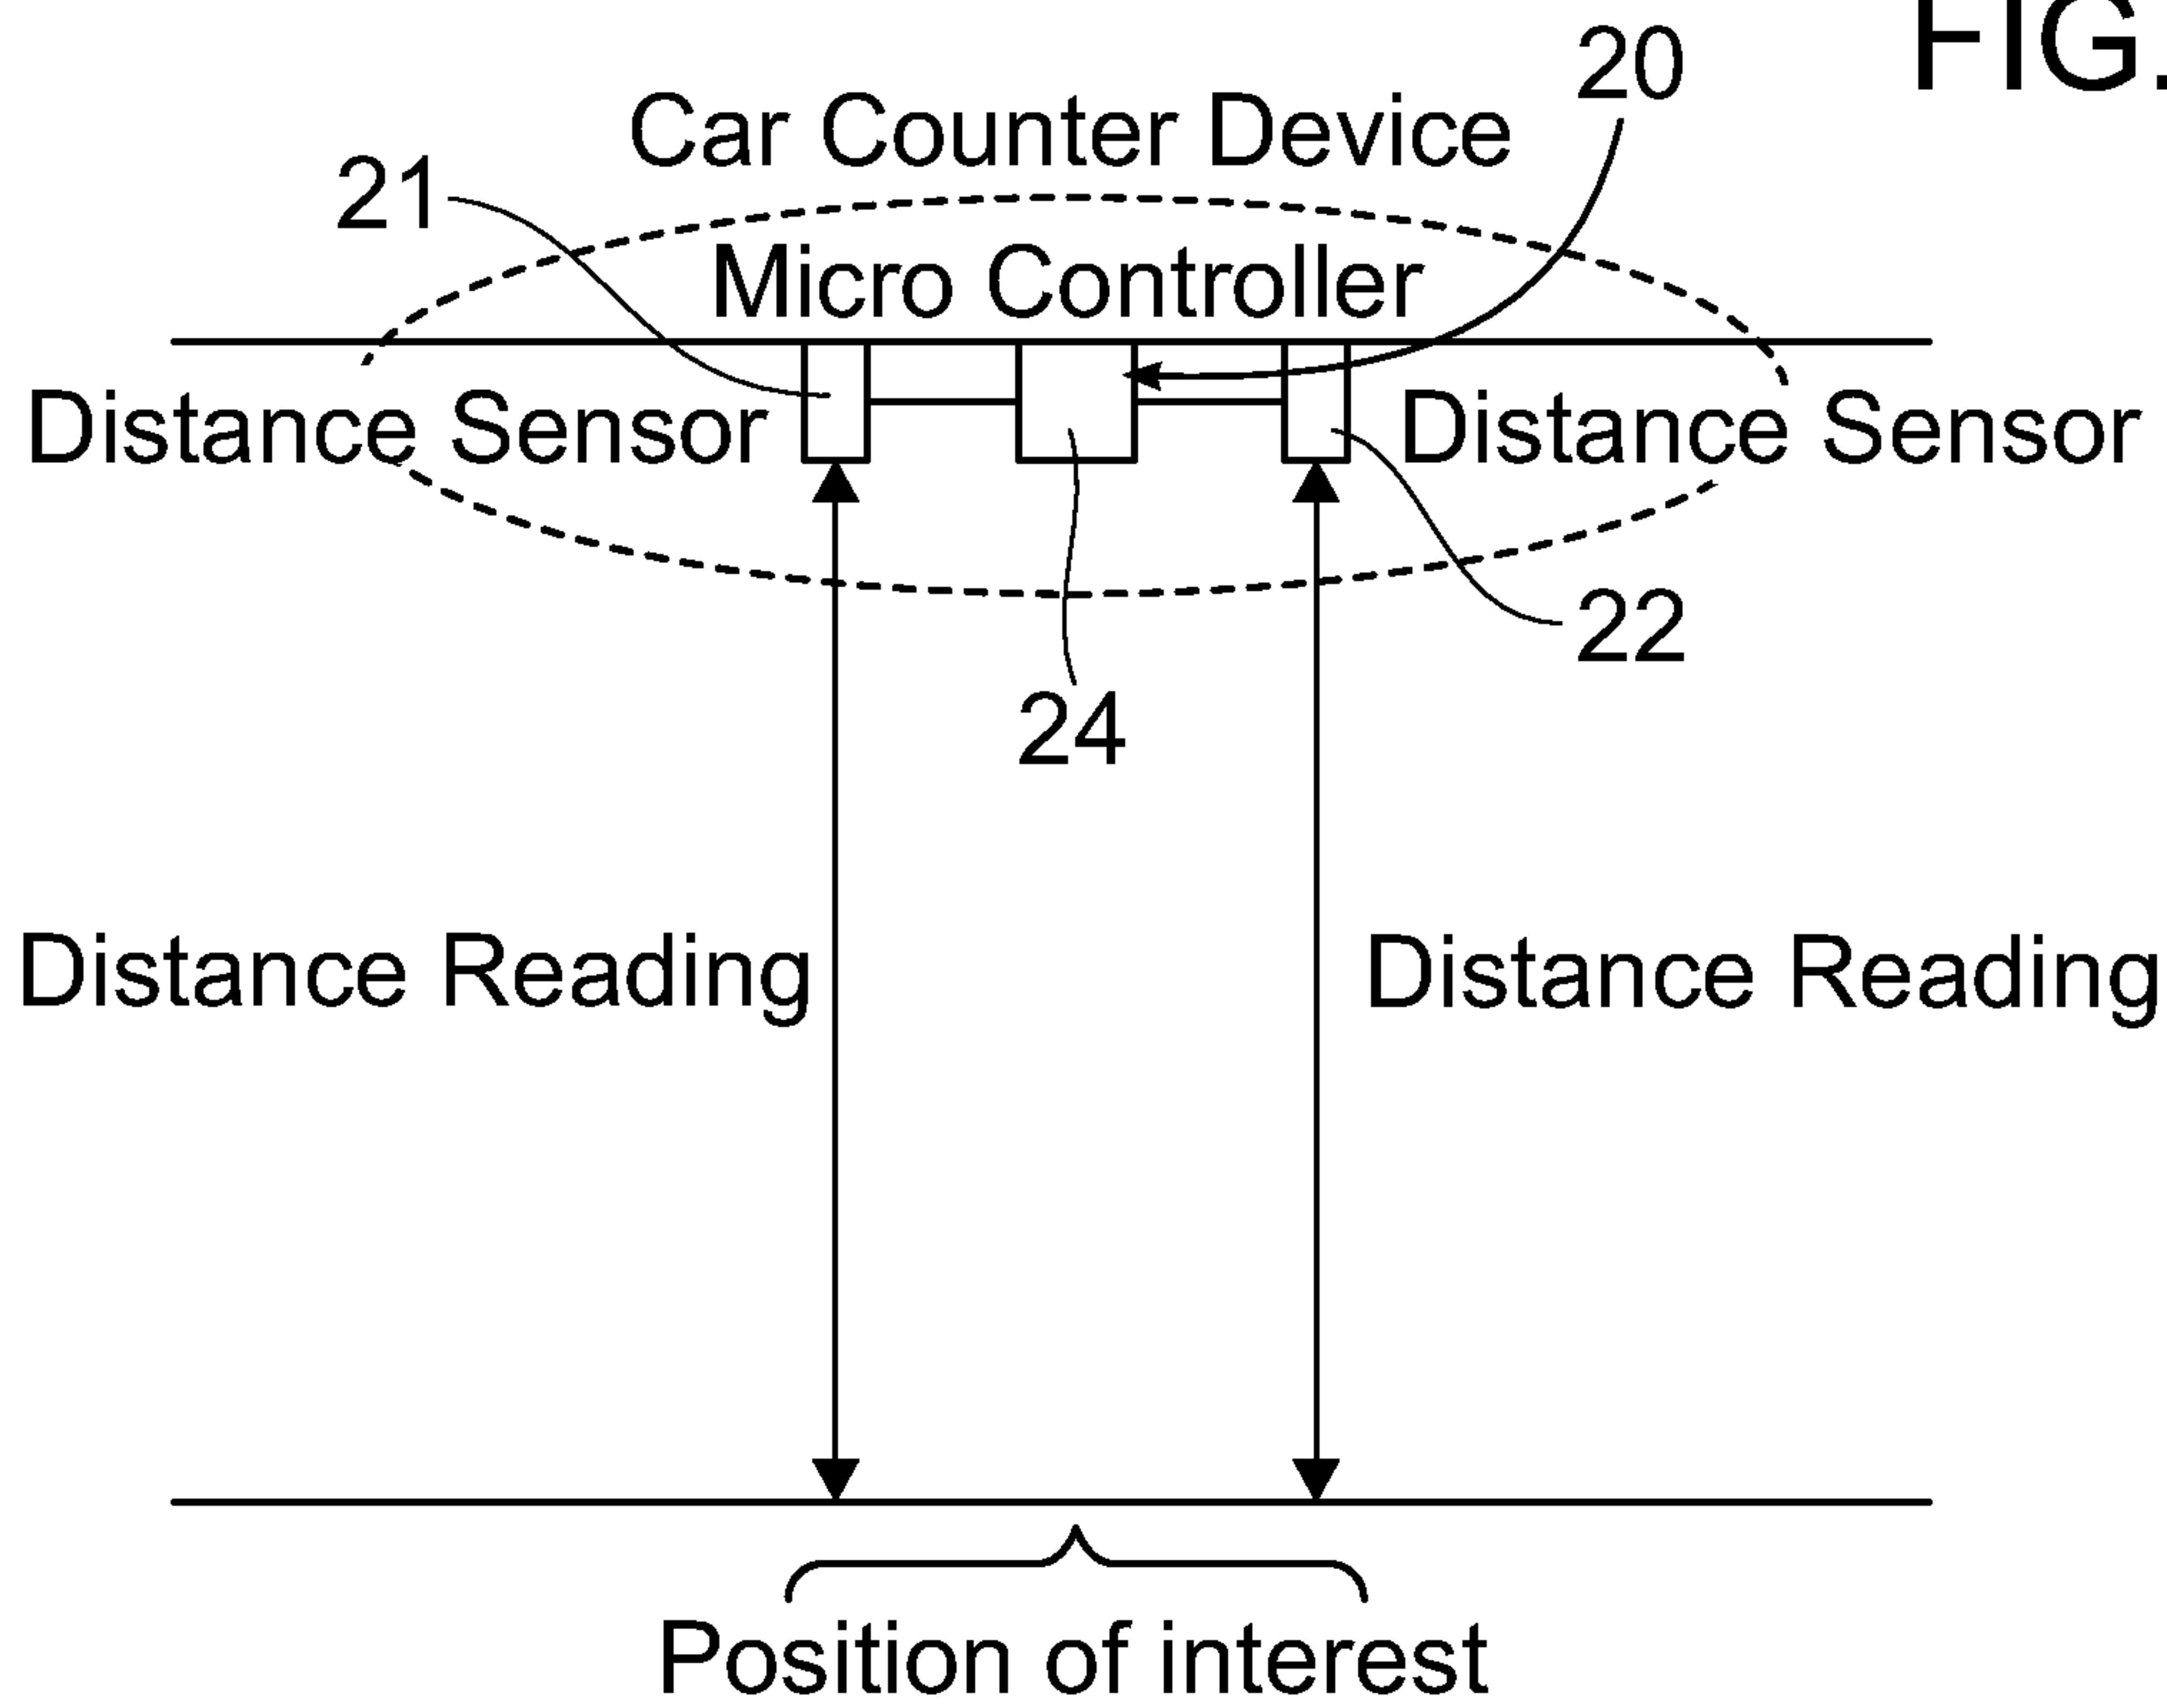 FIG.
20
Car Counter Device
21
Micro Controller
Distance Sensor
Distance Sensor
22
24
Distance Reading
Distance Reading
Position of interest